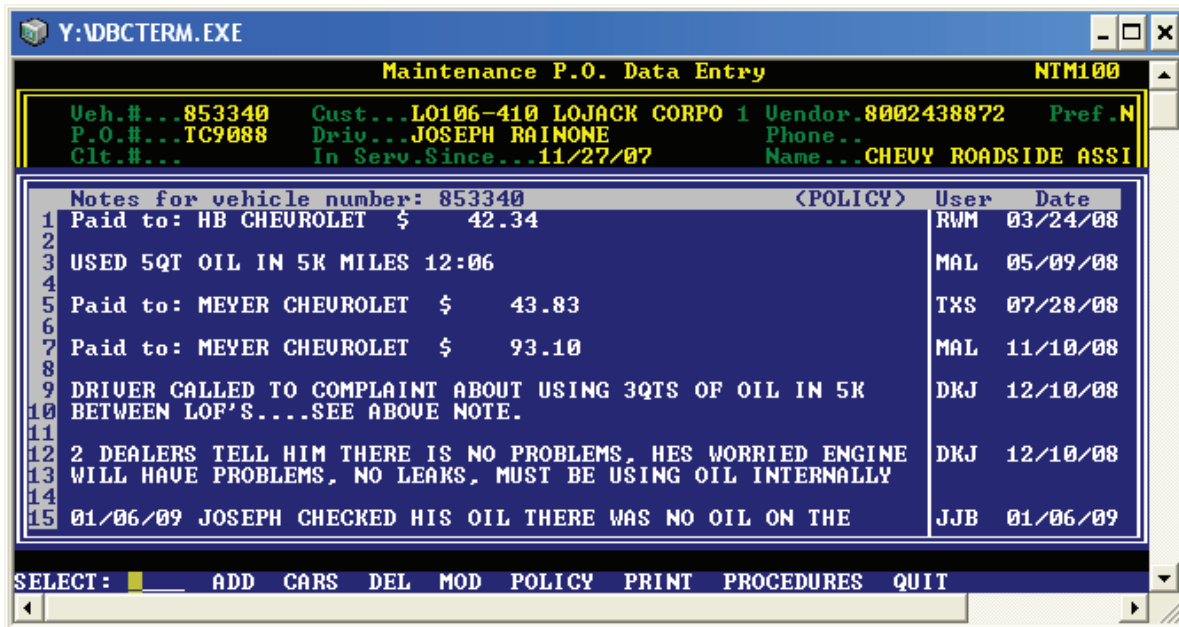 Y:\DBCTERM.EXE
Maintenance P.O. Data Entry NTM100
Veh.#...853340 Cust...LO106-410 LOJACK CORPO 1 Vendor.8002438872 Pref.N
P.O.#...TC9088 Driv...JOSEPH RAINONE Phone..
Clt.#... In Serv.Since...11/27/07 Name...CHEVY ROADSIDE ASSI
Notes for vehicle number: 853340 (POLICY) User Date
1 Paid to: HB CHEVROLET $ 42.34 RWM 03/24/08
2
3 USED 5QT OIL IN 5K MILES 12:06 MAL 05/09/08
4
5 Paid to: MEYER CHEVROLET $ 43.83 TXS 07/28/08
6
7 Paid to: MEYER CHEVROLET $ 93.10 MAL 11/10/08
8
9 DRIVER CALLED TO COMPLAINT ABOUT USING 3QTS OF OIL IN 5K DKJ 12/10/08
10 BETWEEN LOF'S....SEE ABOVE NOTE.
11
12 2 DEALERS TELL HIM THERE IS NO PROBLEMS, HES WORRIED ENGINE DKJ 12/10/08
13 WILL HAVE PROBLEMS, NO LEAKS, MUST BE USING OIL INTERNALLY
14
15 01/06/09 JOSEPH CHECKED HIS OIL THERE WAS NO OIL ON THE JJB 01/06/09
SELECT: ADD CARS DEL MOD POLICY PRINT PROCEDURES QUIT